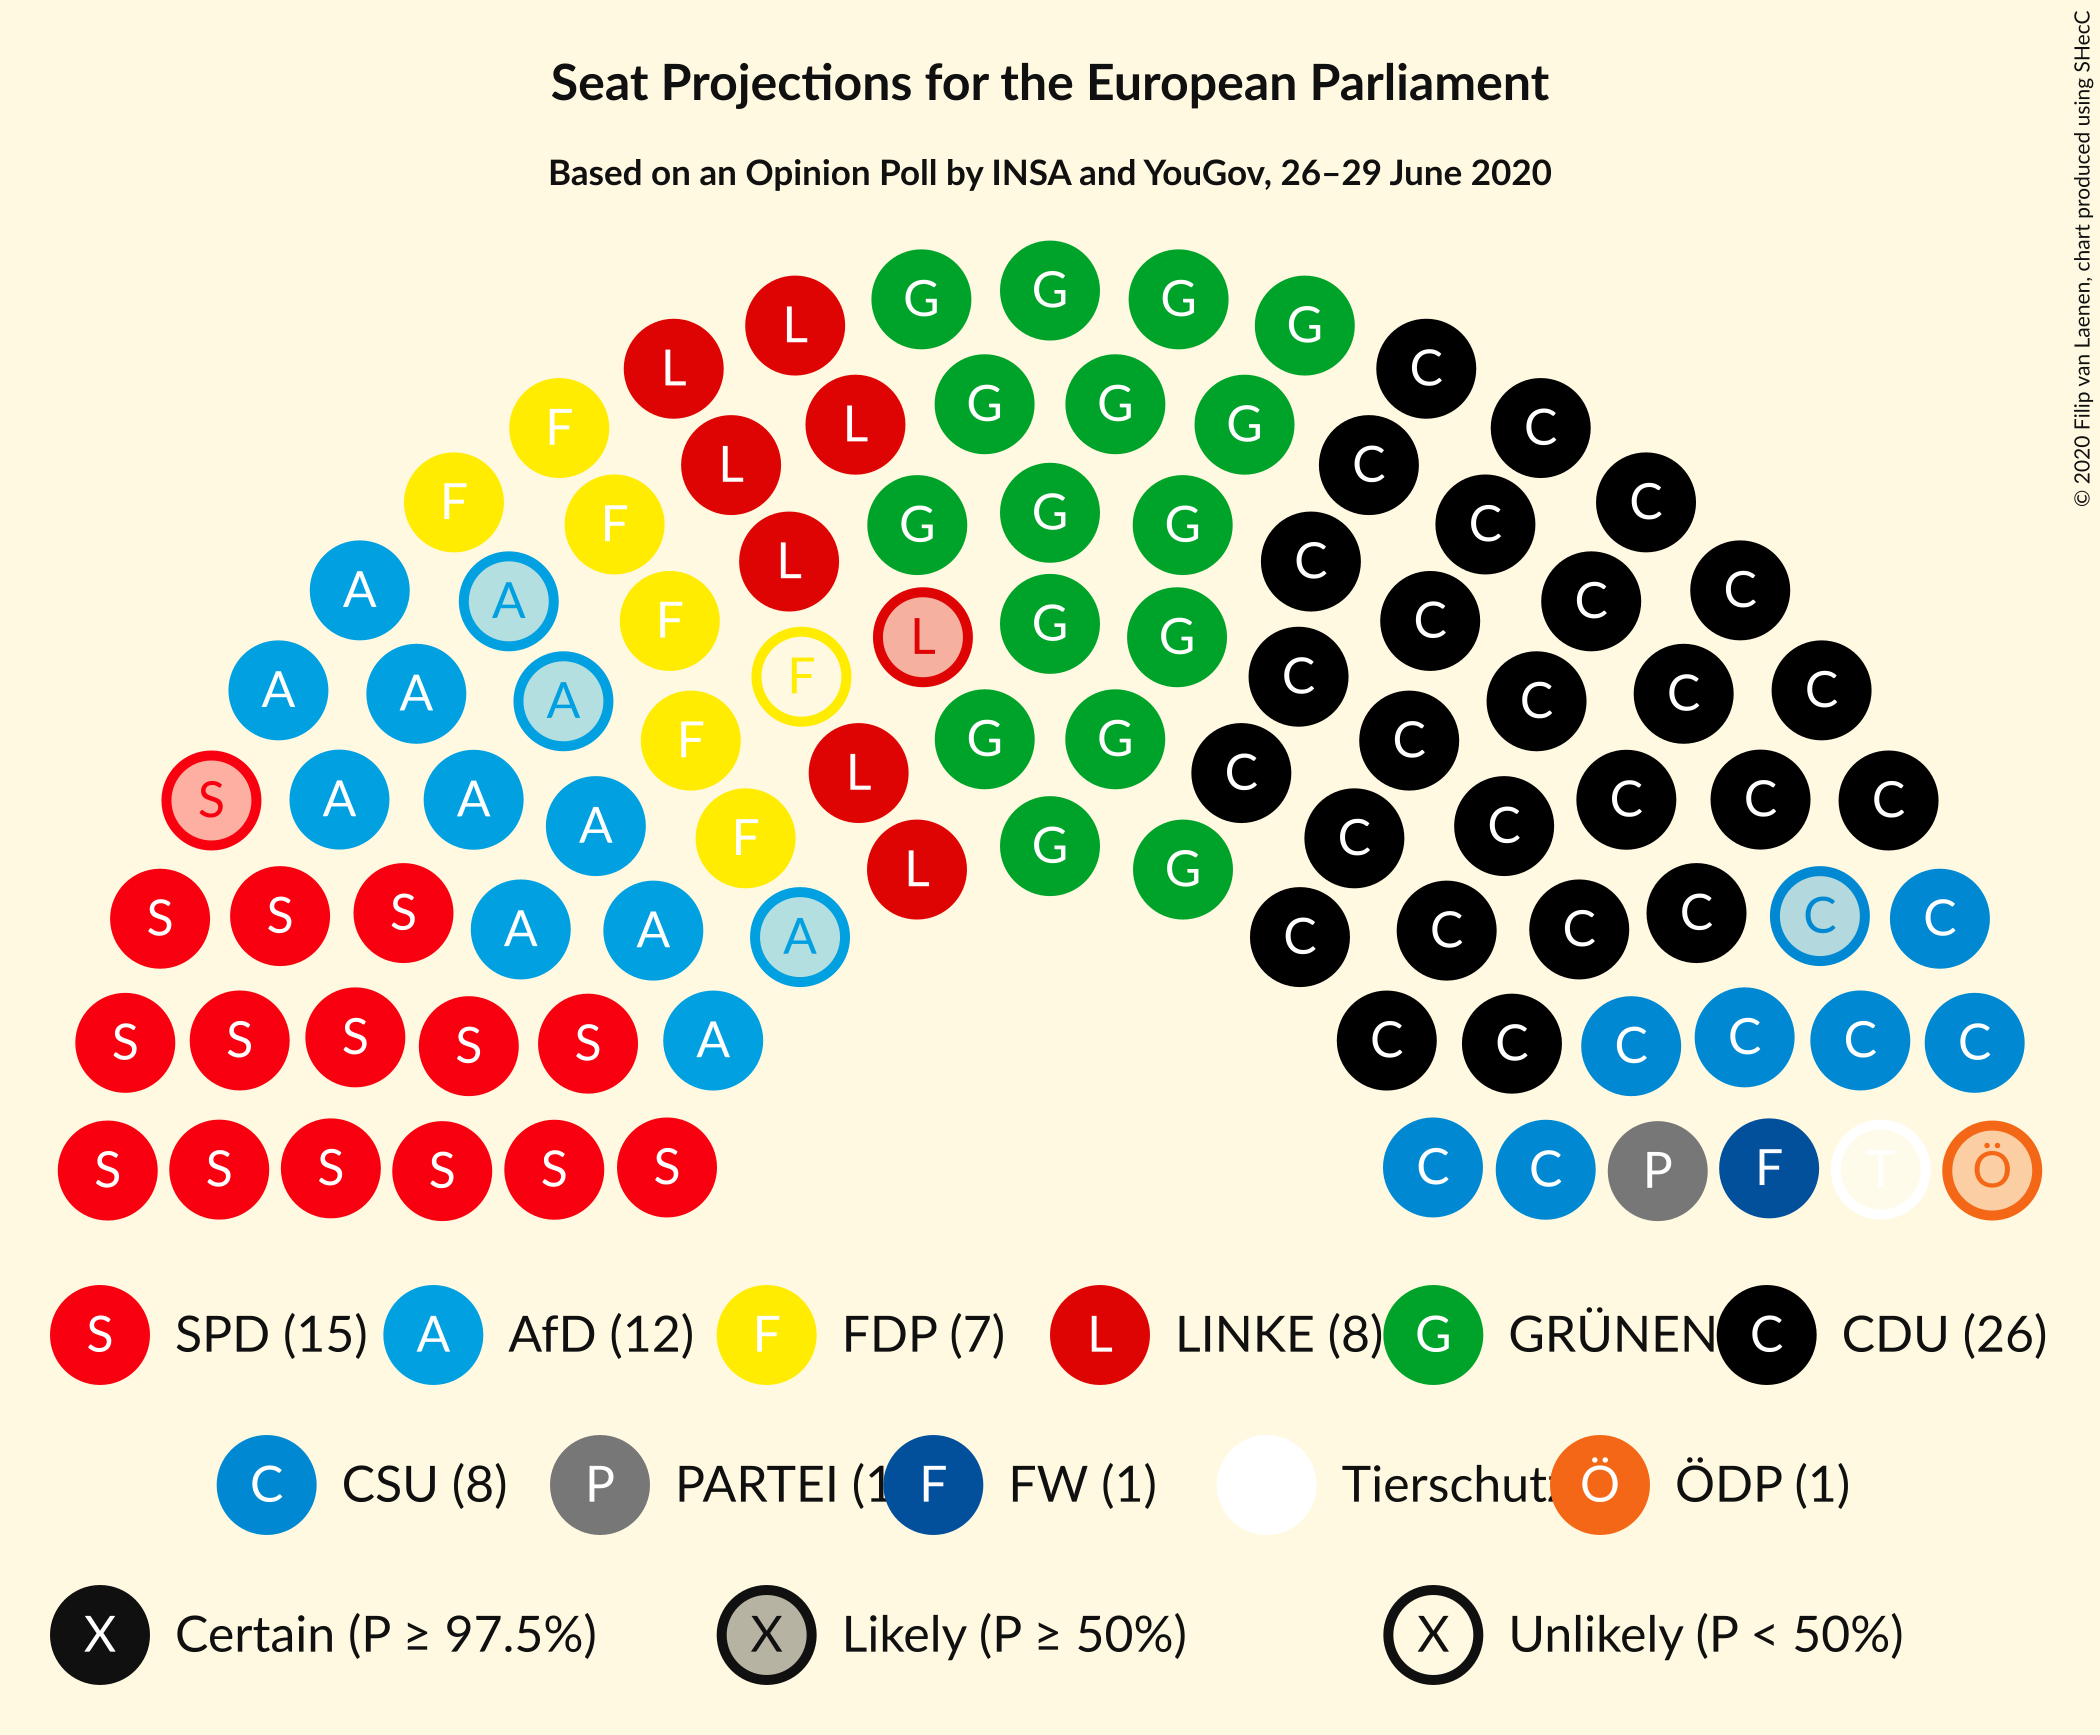 Seat Projections for the European Parliament
Based on an Opinion Poll by INSA and YouGov, 26–29 June 2020
© 2020 Filip van Laenen, chart produced using SHecC
L G G G G
L C
F L G G G C
L C
F F G G G C C
L C
A A F L G G C C C
A A A F C C C C
F G G C
S A A L C C C C
A F G C C
L G
S S S A A A C C C C C C
S S S S S A C C C C C C
S S S S S S C C P F T Ö
S SPD (15) A AfD (12) F FDP (7) L LINKE (8) G GRÜNEN C CDU (26)
C CSU (8) P PARTEI (1 F FW (1) Tierschutz Ö ÖDP (1)
X Certain (P ≥ 97.5%) X Likely (P ≥ 50%) X Unlikely (P < 50%)